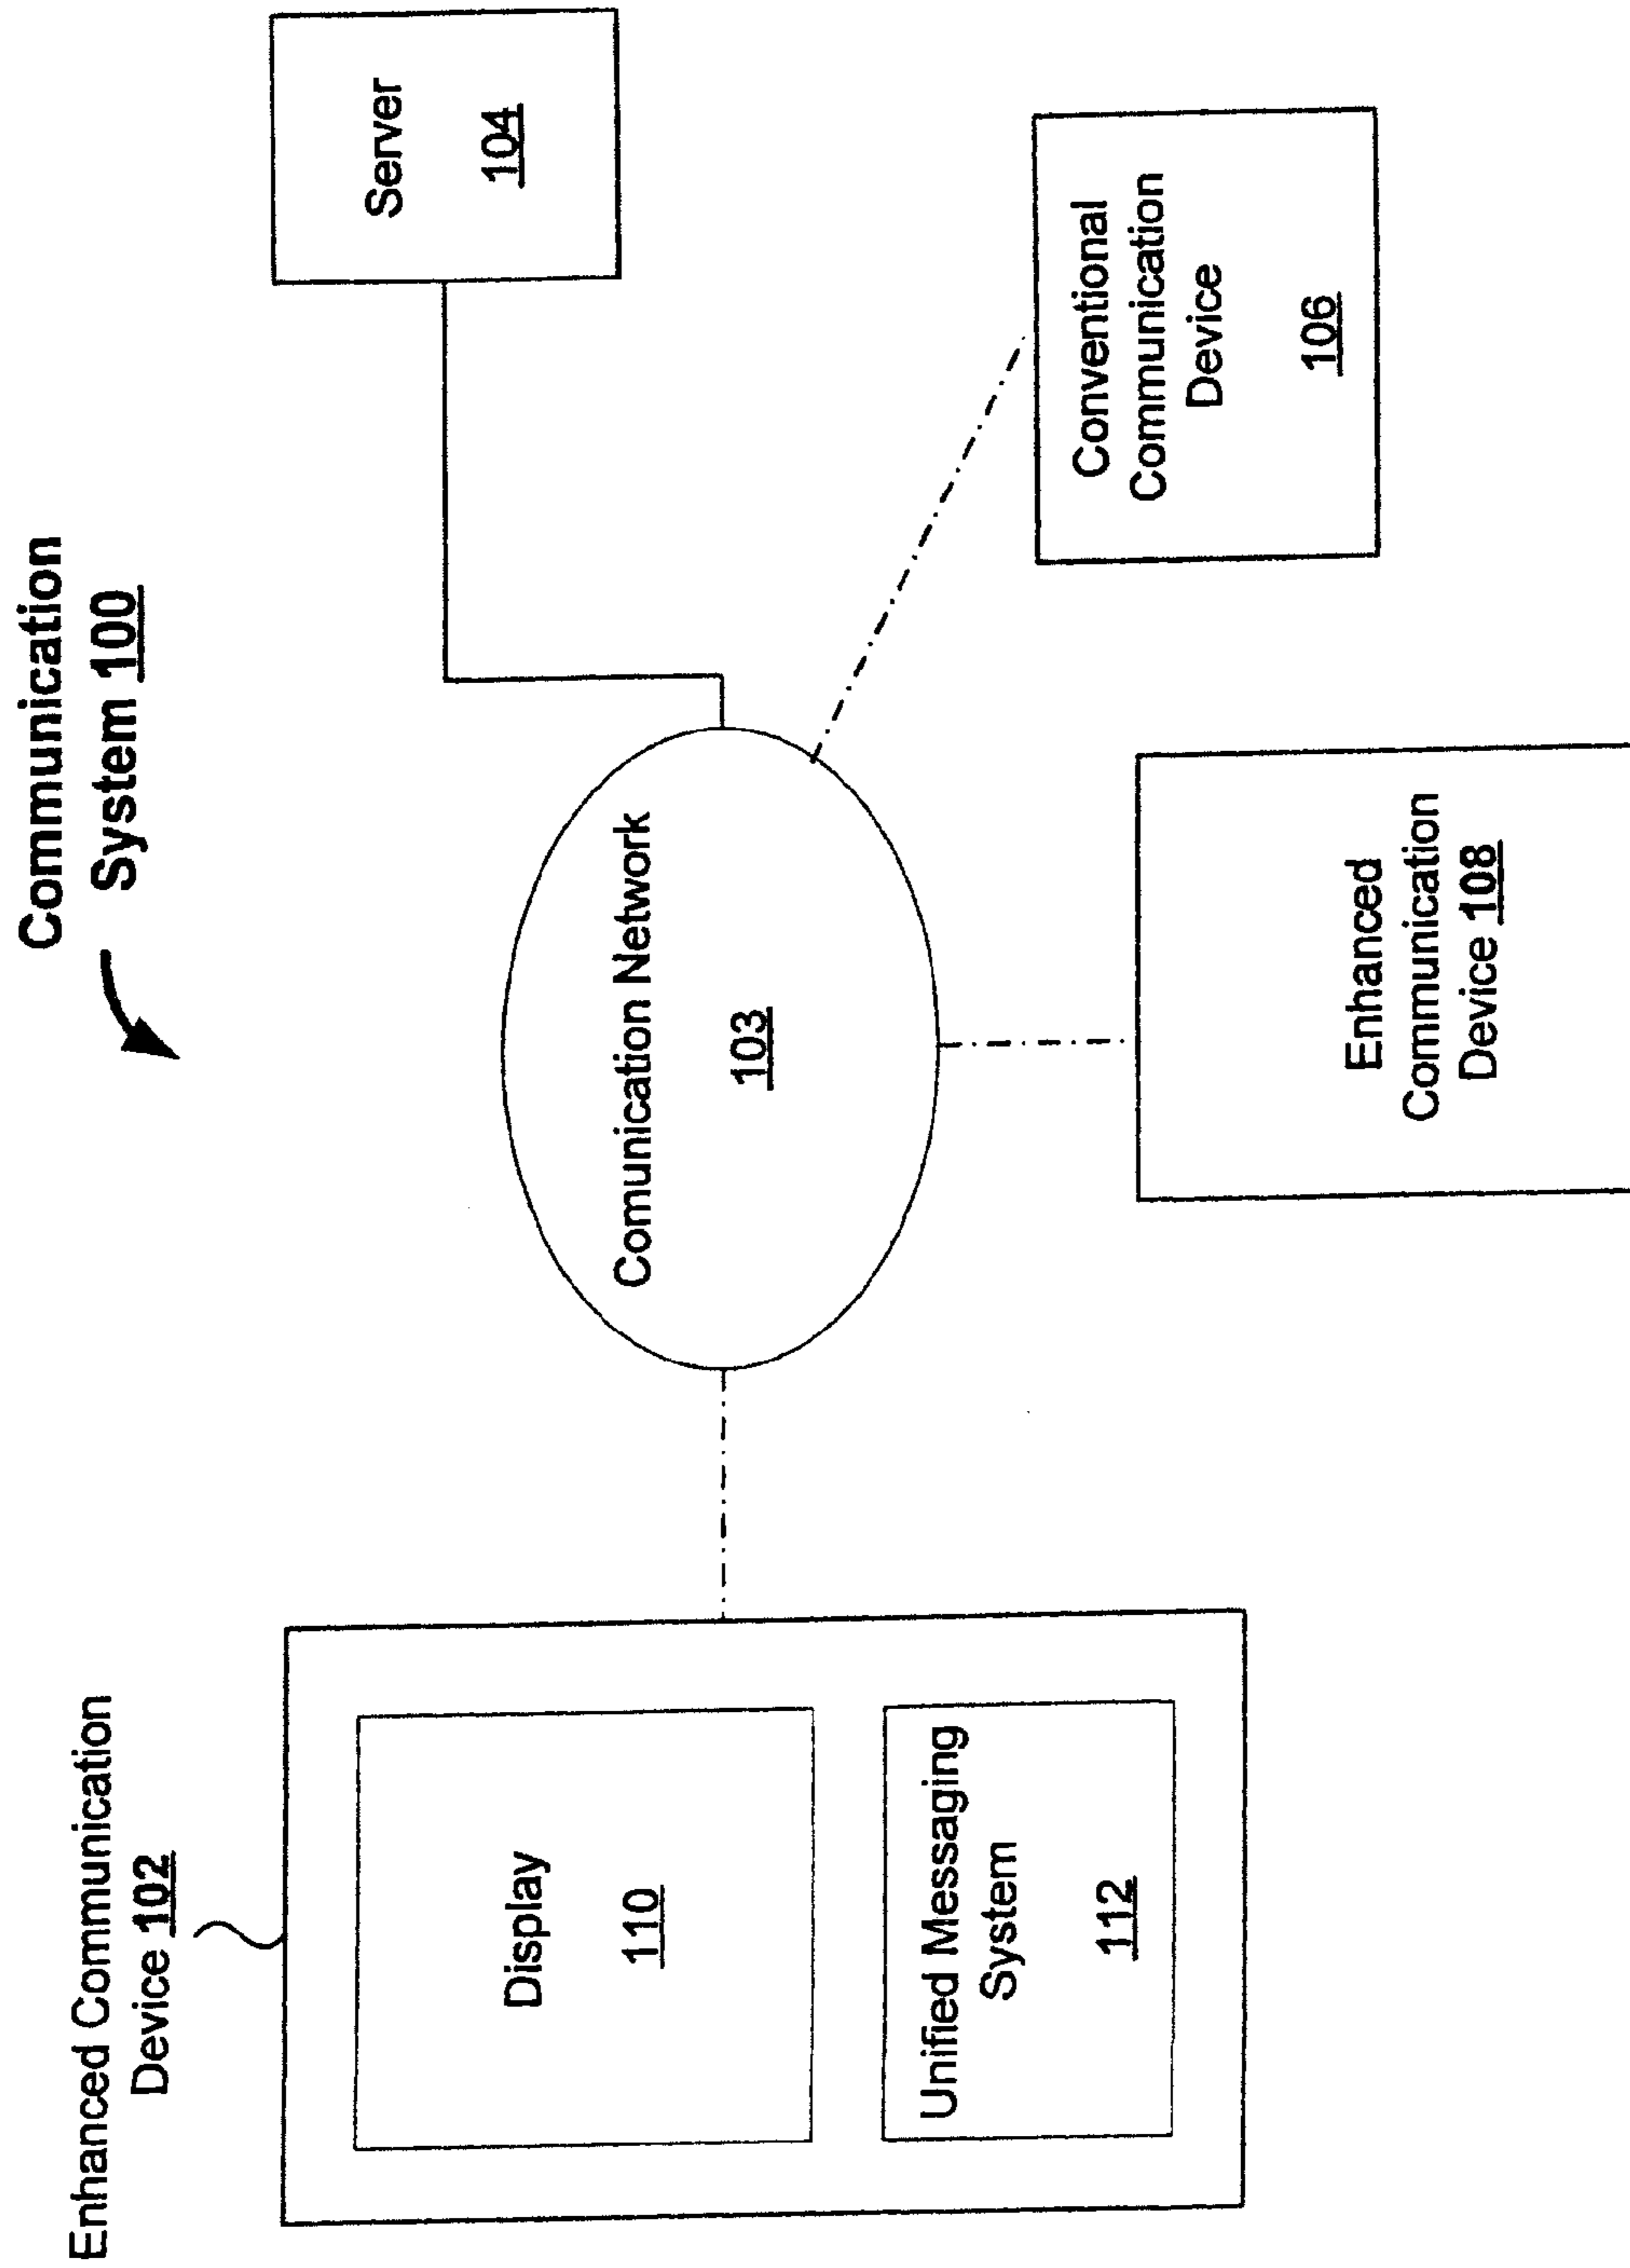 Communication
System 100
Enhanced Communication
Device 102
Display
110
Unified Messaging
System
112
Comunication Network
103
Server
104
Conventional
Communication
Device
106
Enhanced
Communication
Device 108